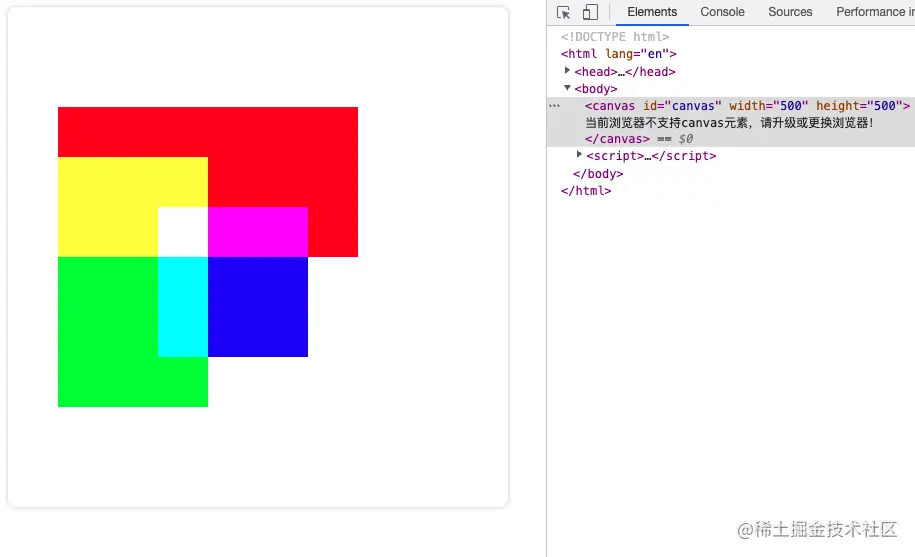 Elements Console Sources Performance in
<!DOCTYPE html>
<html lang="en">
<head>…</head>
<body>
<canvas id="canvas" width="500" height="500">
当前浏览器不支持canvas元素，请升级或更换浏览器！
</canvas> == $0
<script>…</script>
</body>
</html>
@稀土掘金技术社区